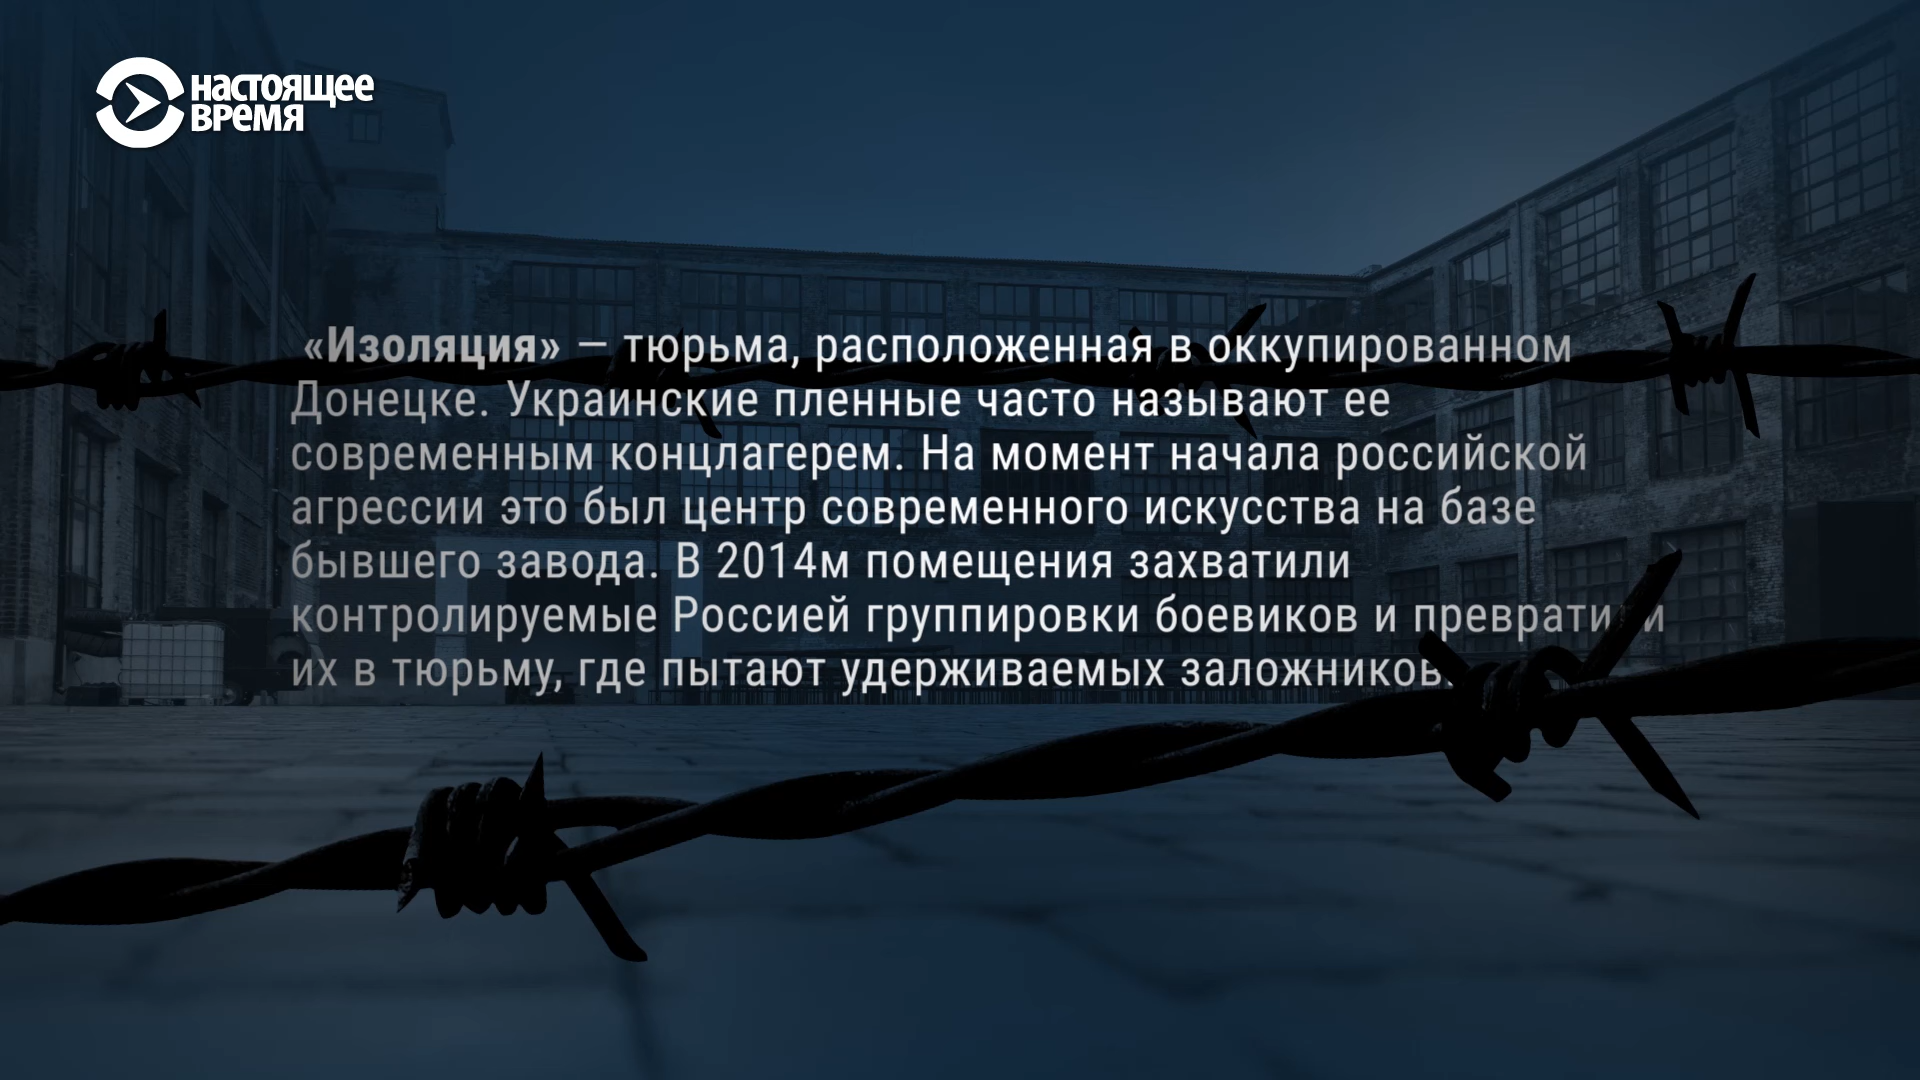 НАСТОЯЩЕЕ
ВРЕМЯ
«Изоляция» – тюрьма, расположенная в оккупированном
Донецке. Украинские пленные часто называют ее
современным концлагерем. На момент начала российской
агрессии это был центр современного искусства на базе
бывшего завода. В 2014м помещения захватили
контролируемые Россией группировки боевиков и превратили
их в тюрьму, где пытают удерживаемых заложников.